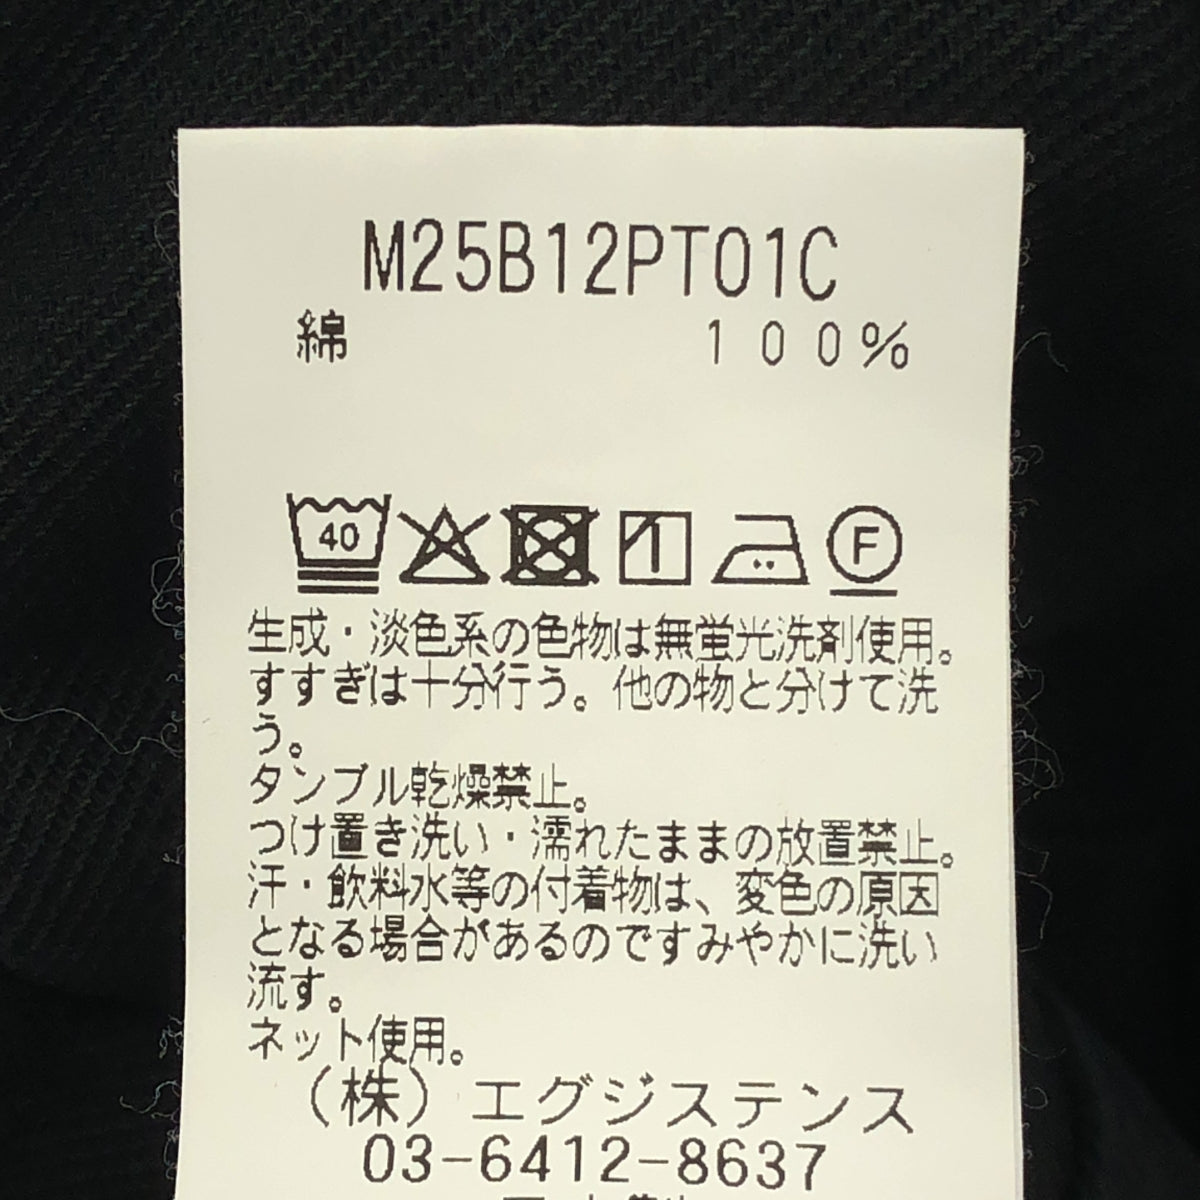 M25B12PT01C
綿 100%
40 F
生成・淡色系の色物は無蛍光洗剤使用。
すすぎは十分行う。他の物と分けて洗
う。
タンブル乾燥禁止。
つけ置き洗い・濡れたままの放置禁止。
汗・飲料水等の付着物は、変色の原因
となる場合があるのですみやかに洗い
流す。
ネット使用。
(株)エグジステンス
03-6412-8637